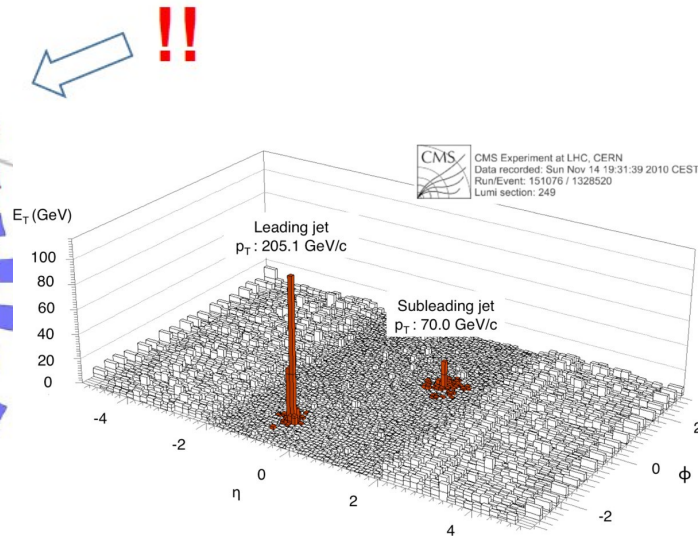 !!
CMS
CMS Experiment at LHC, CERN
Data recorded: Sun Nov 14 19:31:39 2010 CEST
Run/Event: 151076 / 1328520
Lumi section: 249
E_T (GeV)
Leading jet
p_T : 205.1 GeV/c
Subleading jet
p_T : 70.0 GeV/c
100
80
60
40
20
0
-4
-2
0
2
4
η
-2
0
2
ϕ